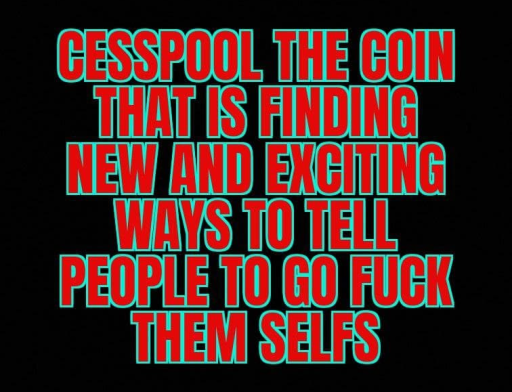 CESSPOOL THE COIN
THAT IS FINDING
NEW AND EXCITING
WAYS TO TELL
PEOPLE TO GO FUCK
THEM SELFS